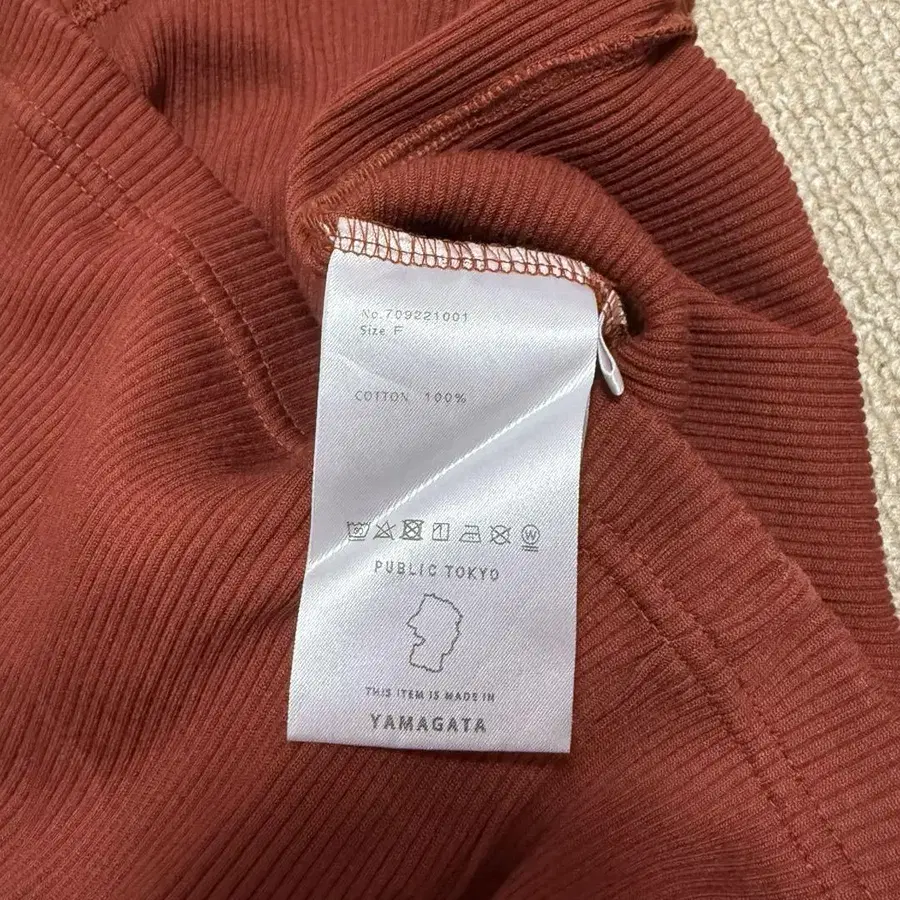 No.709221001
Size F
COTTON 100%
W
PUBLIC TOKYO
THIS ITEM IS MADE IN
YAMAGATA